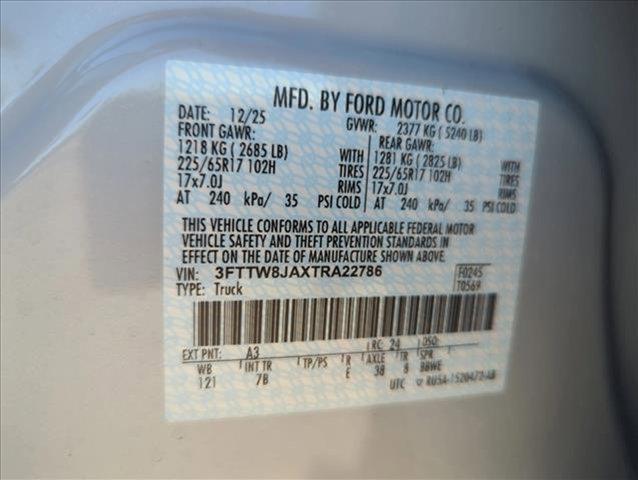 MFD. BY FORD MOTOR CO.
DATE: 12/25 GVWR: 2377 KG ( 5240 LB)
FRONT GAWR: REAR GAWR:
1218 KG ( 2685 LB) WITH 1281 KG ( 2825 LB) WITH
225/65R17 102H TIRES 225/65R17 102H TIRES
17x7.0J RIMS 17x7.0J RIMS
AT 240 kPa/ 35 PSI COLD AT 240 kPa/ 35 PSI COLD
THIS VEHICLE CONFORMS TO ALL APPLICABLE FEDERAL MOTOR
VEHICLE SAFETY AND THEFT PREVENTION STANDARDS IN EFFECT
ON THE DATE OF MANUFACTURE SHOWN ABOVE.
VIN: 3FTTW8JAXTRA22786 F0245
TYPE: Truck T0569
EXT PNT: A3 RC: 24 DSO:
WB INT TR TP/PS R AXLE TR SPR
121 7B E 38 8 BBWE
UTC